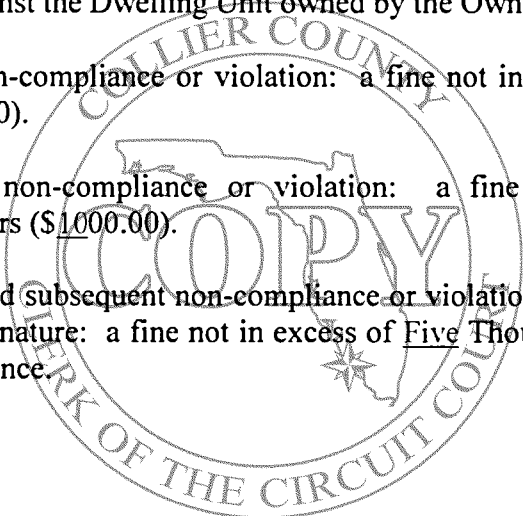 nst the Dwelling Unit owned by the Own
n-compliance or violation: a fine not in
0).
non-compliance or violation: a fine
rs ($1000.00).
d subsequent non-compliance or violatio
nature: a fine not in excess of Five Thou
nce.
COLLIER COUNTY
COPY
CLERK OF THE CIRCUIT COURT